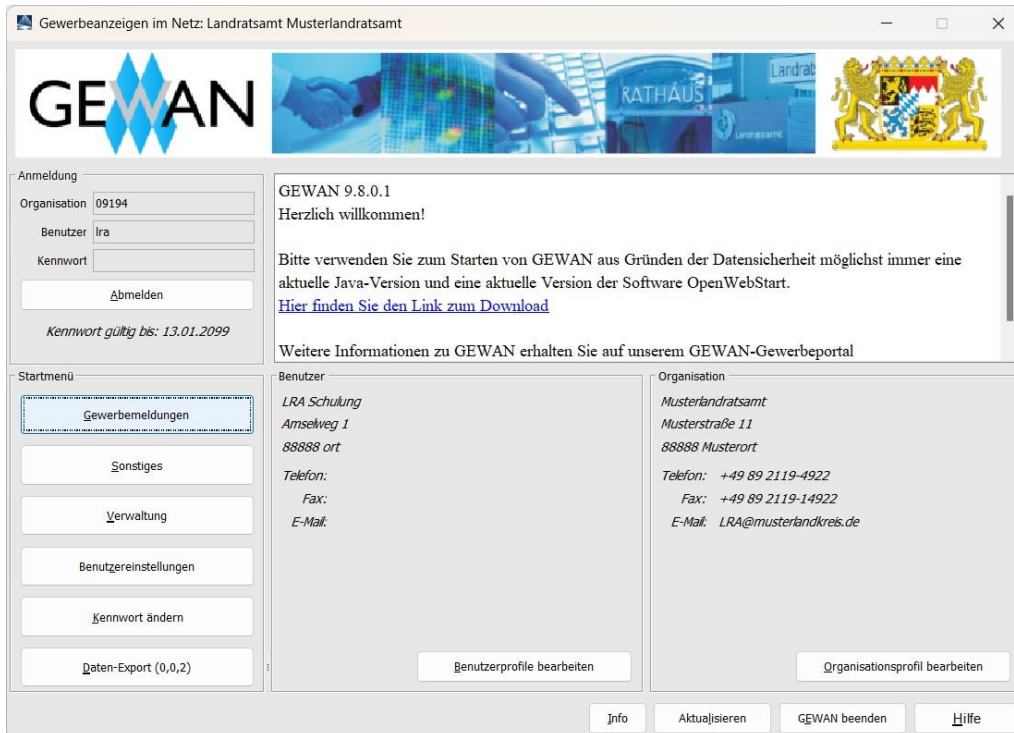 Gewerbeanzeigen im Netz: Landratsamt Musterlandratsamt
GEWAN
RATHAUS
Landrat
Landratsamt
Anmeldung
Organisation 09194
Benutzer lra
Kennwort
Abmelden
Kennwort gültig bis: 13.01.2099
GEWAN 9.8.0.1
Herzlich willkommen!
Bitte verwenden Sie zum Starten von GEWAN aus Gründen der Datensicherheit möglichst immer eine
aktuelle Java-Version und eine aktuelle Version der Software OpenWebStart.
Hier finden Sie den Link zum Download
Weitere Informationen zu GEWAN erhalten Sie auf unserem GEWAN-Gewerbeportal
Startmenü
Gewerbemeldungen
Sonstiges
Verwaltung
Benutzereinstellungen
Kennwort ändern
Daten-Export (0,0,2)
Benutzer
LRA Schulung
Amselweg 1
88888 ort
Telefon:
Fax:
E-Mail:
Benutzerprofile bearbeiten
Organisation
Musterlandratsamt
Musterstraße 11
88888 Musterort
Telefon: +49 89 2119-4922
Fax: +49 89 2119-14922
E-Mail: LRA@musterlandkreis.de
Organisationsprofil bearbeiten
Info
Aktualisieren
GEWAN beenden
Hilfe